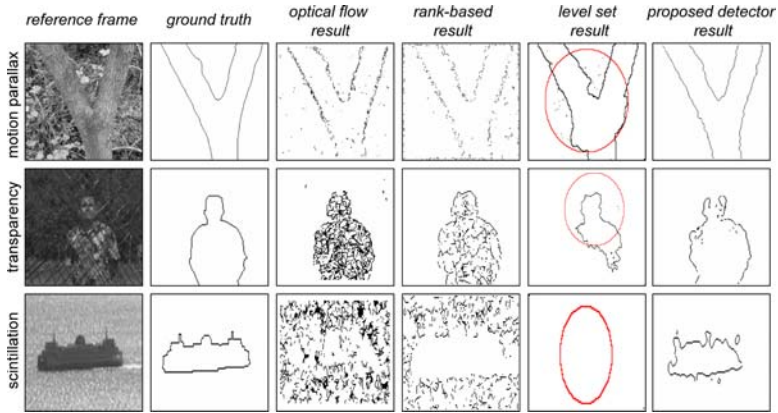 reference frame
ground truth
optical flow
result
rank-based
result
level set
result
proposed detector
result
motion parallax
transparency
scintillation